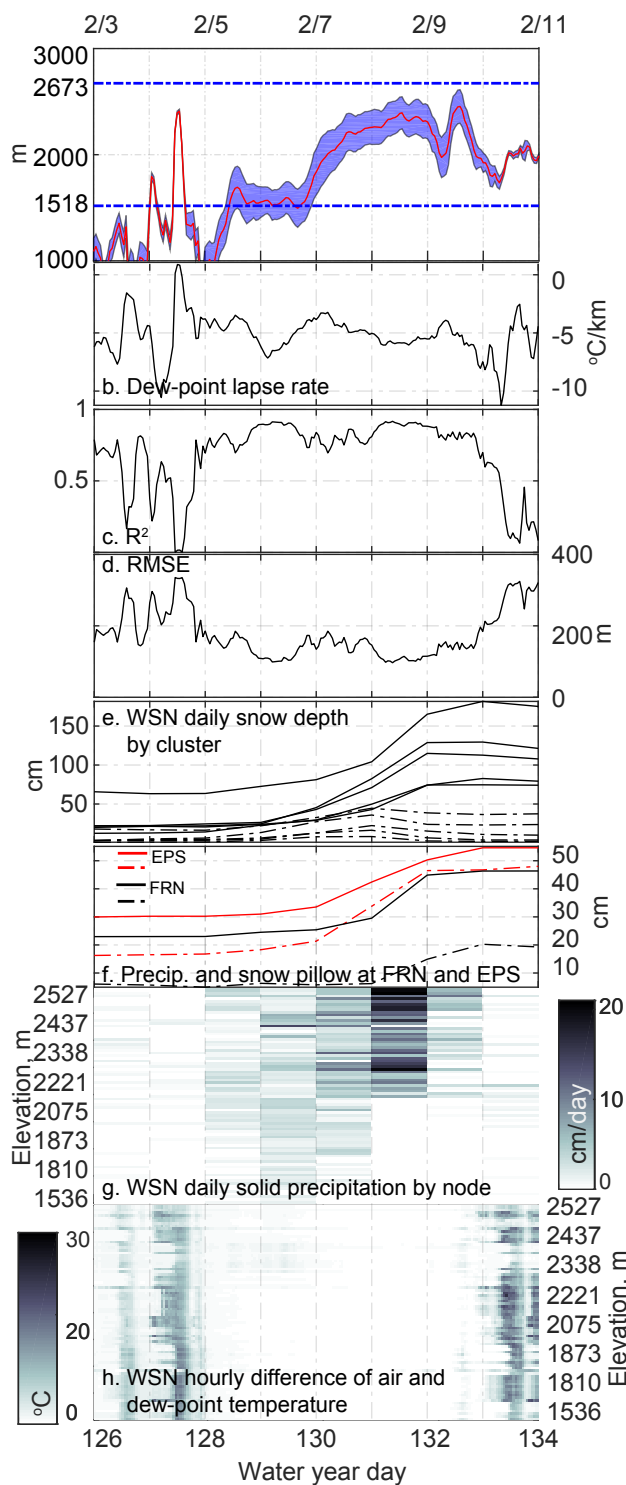 2/3 2/5 2/7 2/9 2/11
3000
2673
2000
1518
1000
m
0
-5
-10
°C/km
b. Dew-point lapse rate
1
0.5
c. R²
d. RMSE
400
200
0
m
e. WSN daily snow depth
by cluster
150
100
50
cm
EPS
FRN
50
40
30
20
10
cm
f. Precip. and snow pillow at FRN and EPS
2527
2437
2338
2221
2075
1873
1810
1536
Elevation, m
g. WSN daily solid precipitation by node
20
10
0
cm/day
2527
2437
2338
2221
2075
1873
1810
1536
Elevation, m
30
20
0
°C
h. WSN hourly difference of air and
dew-point temperature
126 128 130 132 134
Water year day